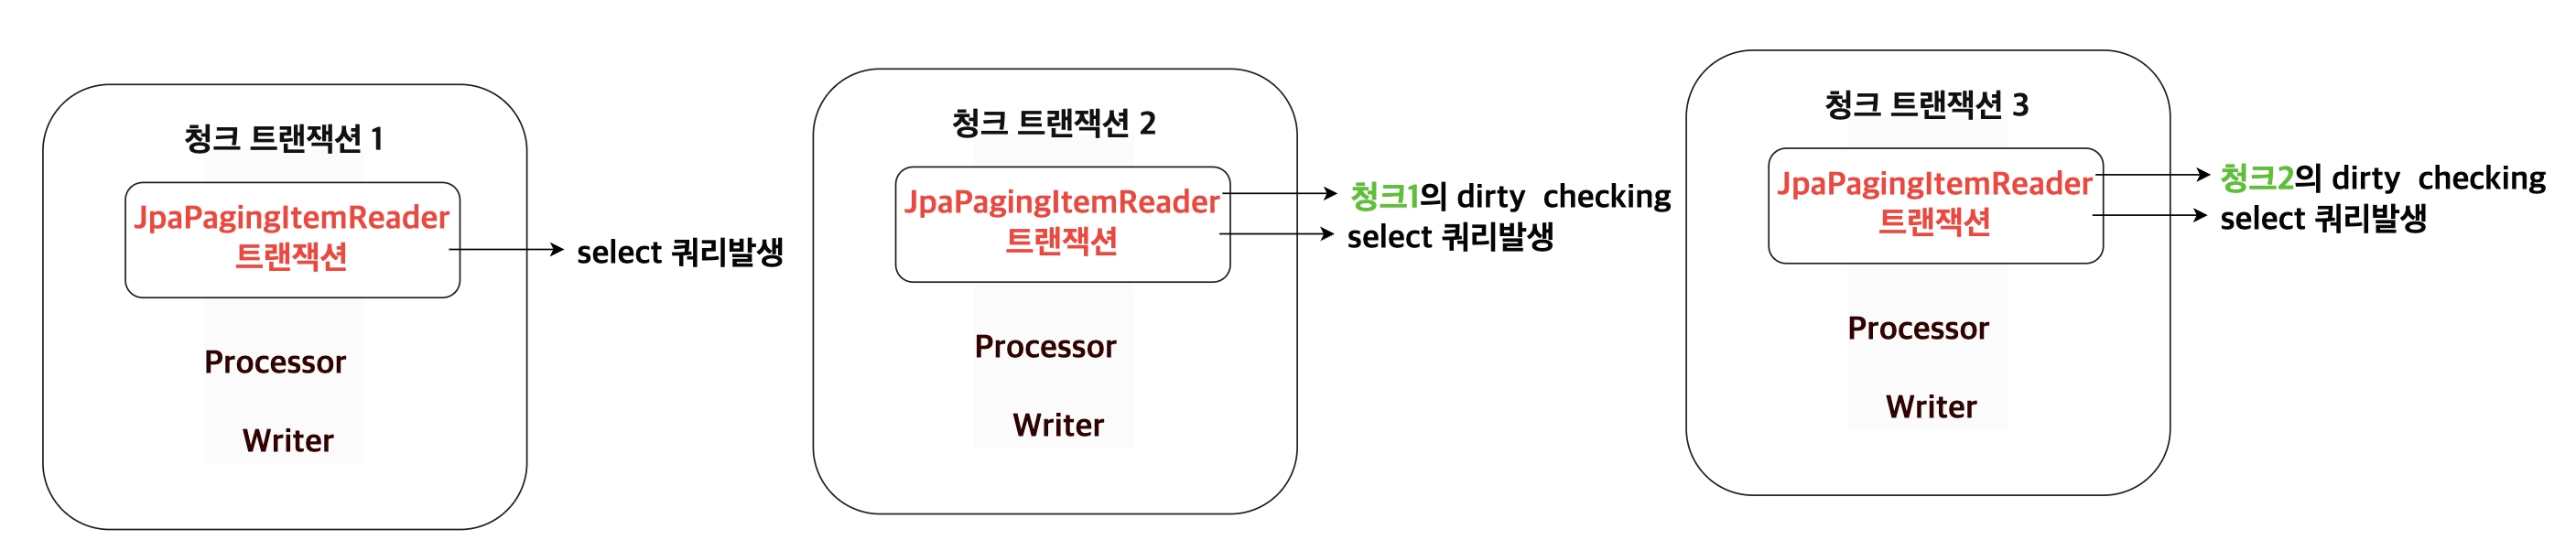 청크 트랜잭션 1
JpaPagingItemReader
트랜잭션
select 쿼리발생
Processor
Writer
청크 트랜잭션 2
JpaPagingItemReader
트랜잭션
청크1의 dirty checking
select 쿼리발생
Processor
Writer
청크 트랜잭션 3
JpaPagingItemReader
트랜잭션
청크2의 dirty checking
select 쿼리발생
Processor
Writer